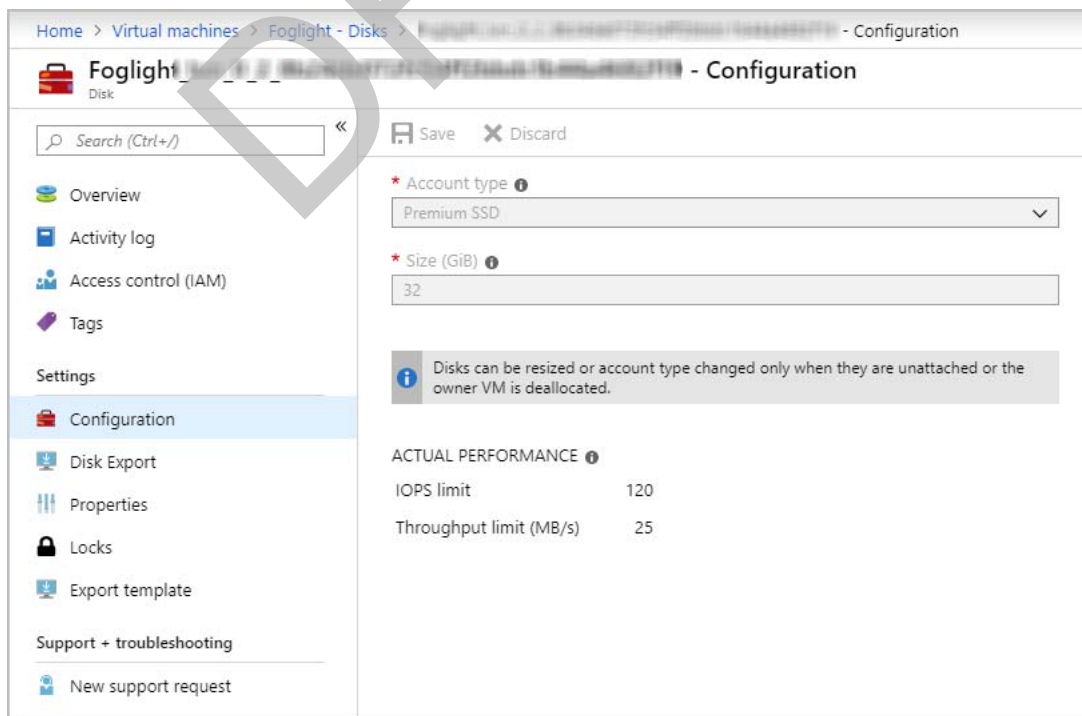 Home > Virtual machines > Foglight - Disks > - Configuration
Foglight - Configuration
Disk
Search (Ctrl+/)
«
Save Discard
Overview
Activity log
Access control (IAM)
Tags
Settings
Configuration
Disk Export
Properties
Locks
Export template
Support + troubleshooting
New support request
* Account type
Premium SSD
* Size (GiB)
32
Disks can be resized or account type changed only when they are unattached or the
owner VM is deallocated.
ACTUAL PERFORMANCE
IOPS limit 120
Throughput limit (MB/s) 25